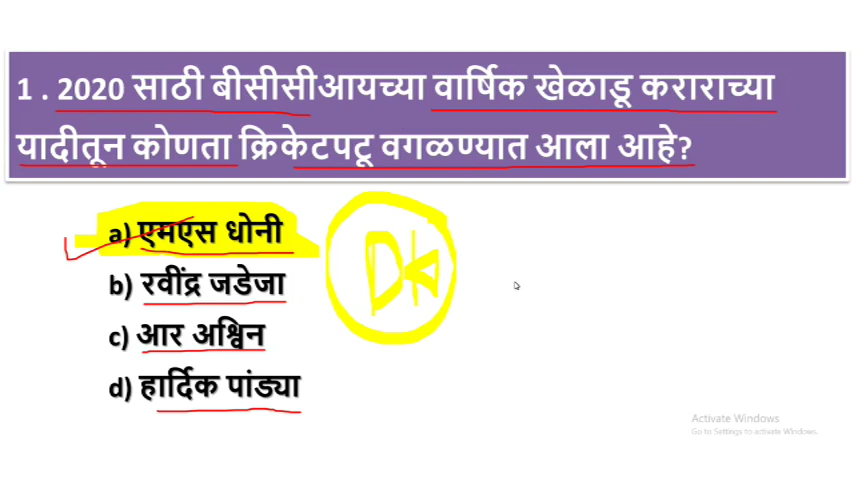 1 . 2020 साठी बीसीसीआयच्या वार्षिक खेळाडू कराराच्या
यादीतून कोणता क्रिकेटपटू वगळण्यात आला आहे?
a) एमएस धोनी
b) रवींद्र जडेजा
c) आर अश्विन
d) हार्दिक पांड्या
DK
Activate Windows
Go to Settings to activate Windows.